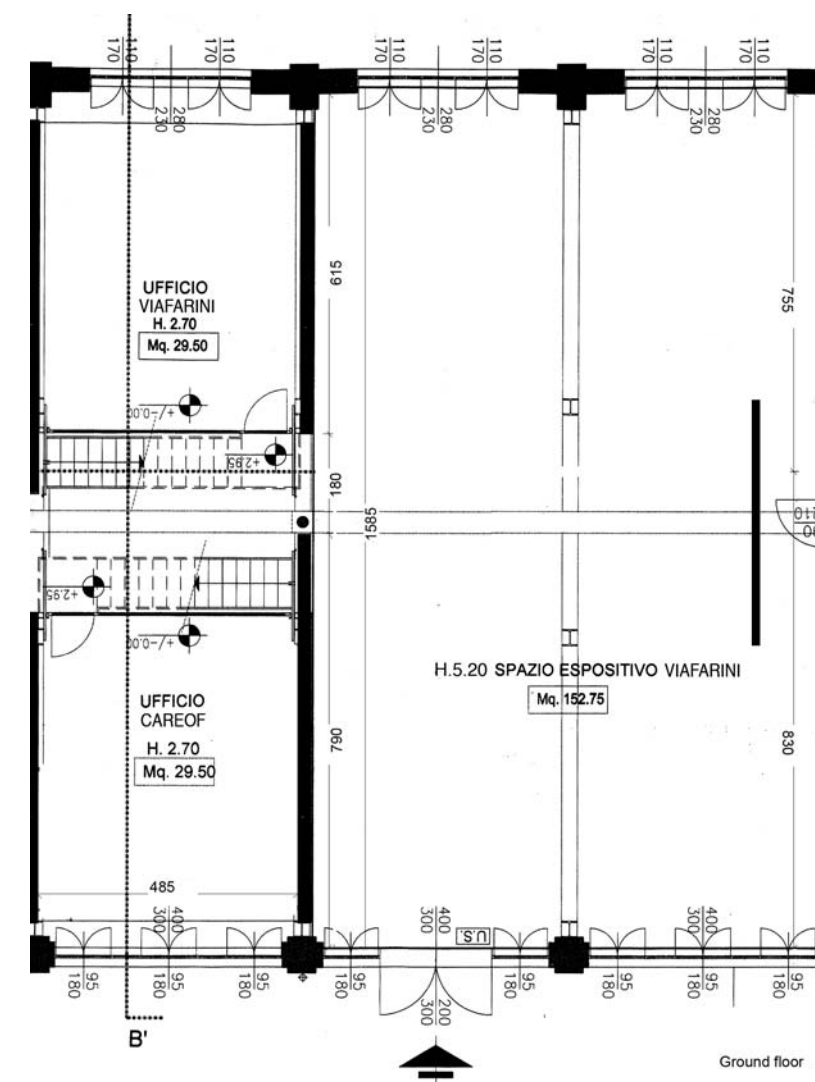 170 110
170 110
170 110
170 110
170 110
170 110
230 280
230 280
230 280
615
755
UFFICIO
VIAFARINI
H. 2.70
Mq. 29.50
+/-0.00
+2.95
180
1585
+2.95
+/-0.00
H.5.20 SPAZIO ESPOSITIVO VIAFARINI
Mq. 152.75
UFFICIO
CAREOF
H. 2.70
Mq. 29.50
790
830
485
300 400
300 400
300 400
U.S.
180 95
180 95
180 95
180 95
300 200
180 95
180 95
180 95
180 95
B'
Ground floor